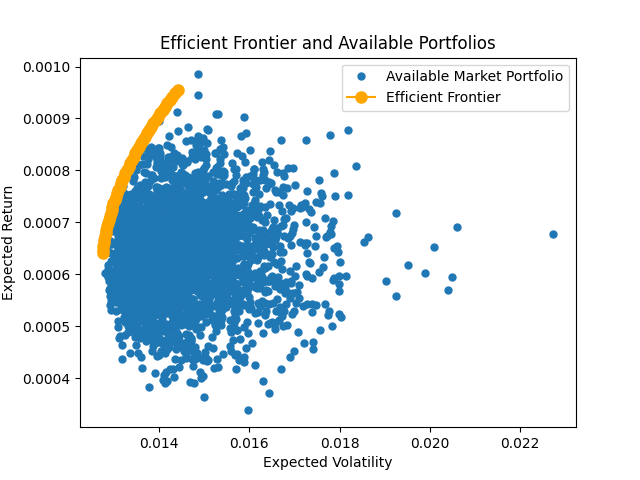 Efficient Frontier and Available Portfolios
Available Market Portfolio
Efficient Frontier
Expected Return
0.0010
0.0009
0.0008
0.0007
0.0006
0.0005
0.0004
0.014 0.016 0.018 0.020 0.022
Expected Volatility